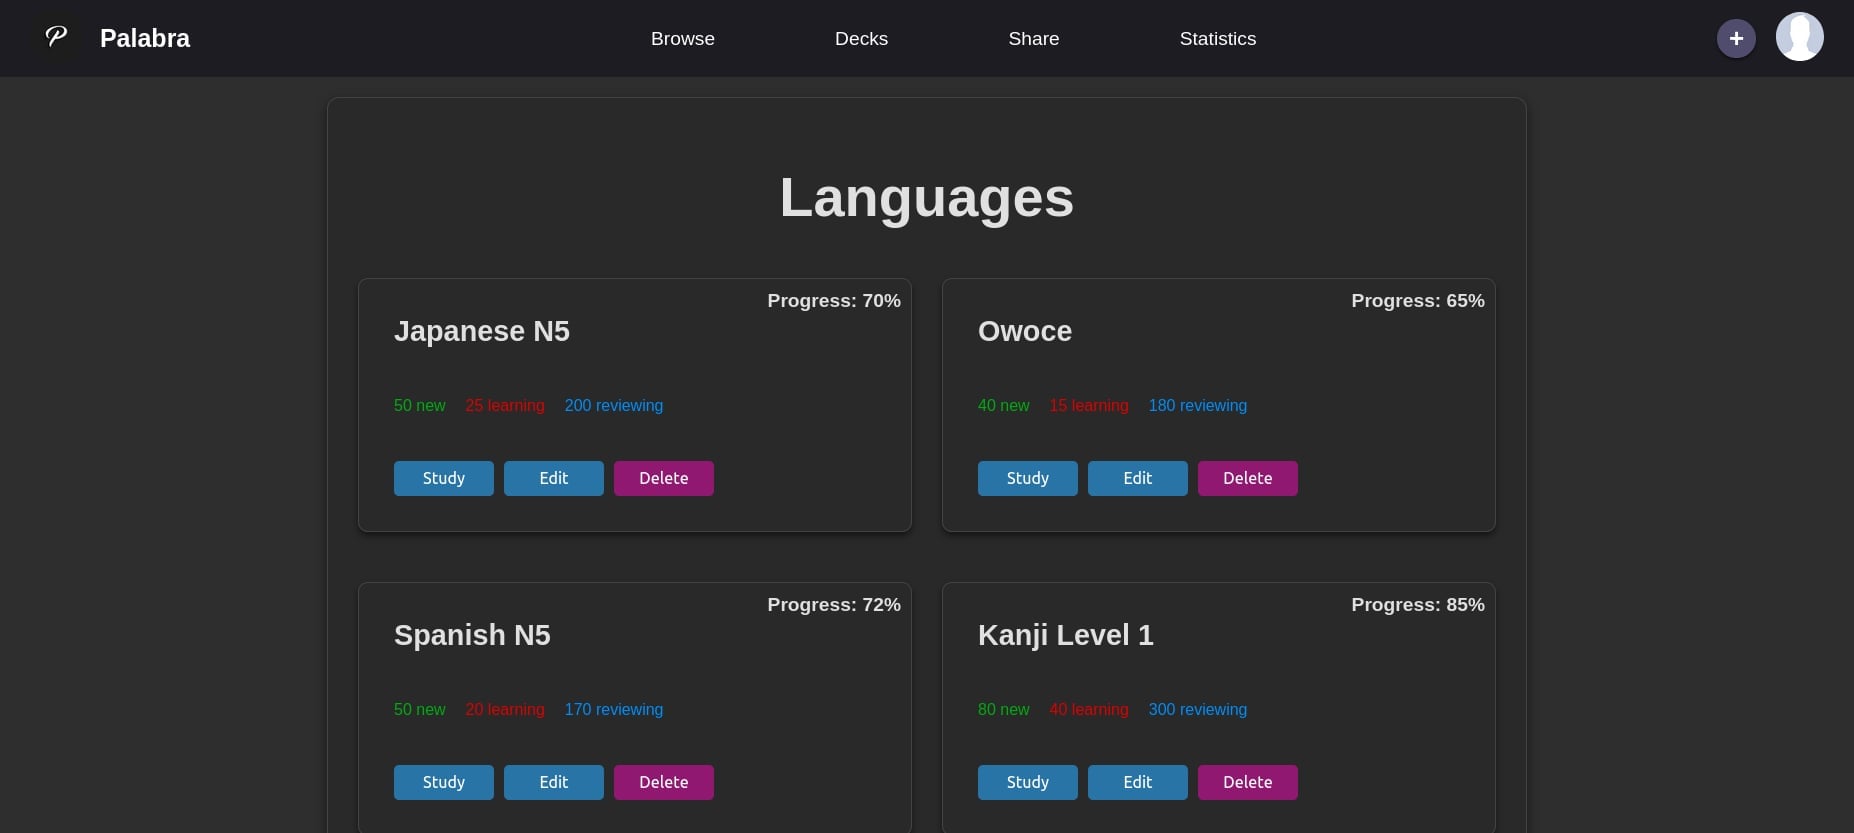 P Palabra Browse Decks Share Statistics +
Languages
Progress: 70%
Japanese N5
50 new 25 learning 200 reviewing
Study Edit Delete
Progress: 65%
Owoce
40 new 15 learning 180 reviewing
Study Edit Delete
Progress: 72%
Spanish N5
50 new 20 learning 170 reviewing
Study Edit Delete
Progress: 85%
Kanji Level 1
80 new 40 learning 300 reviewing
Study Edit Delete